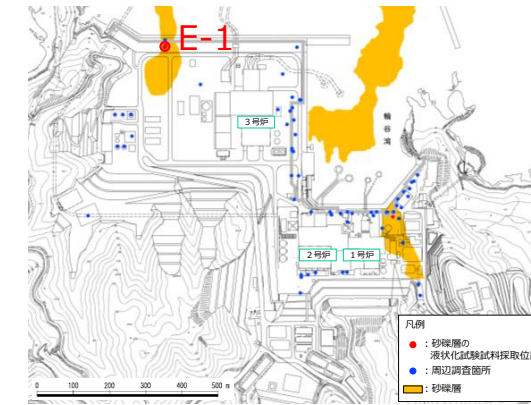 E-1
3号炉
輪谷湾
2号炉
1号炉
凡例
:砂礫層の
液状化試験試料採取位
:周辺調査箇所
:砂礫層
0 100 200 300 400 500 m